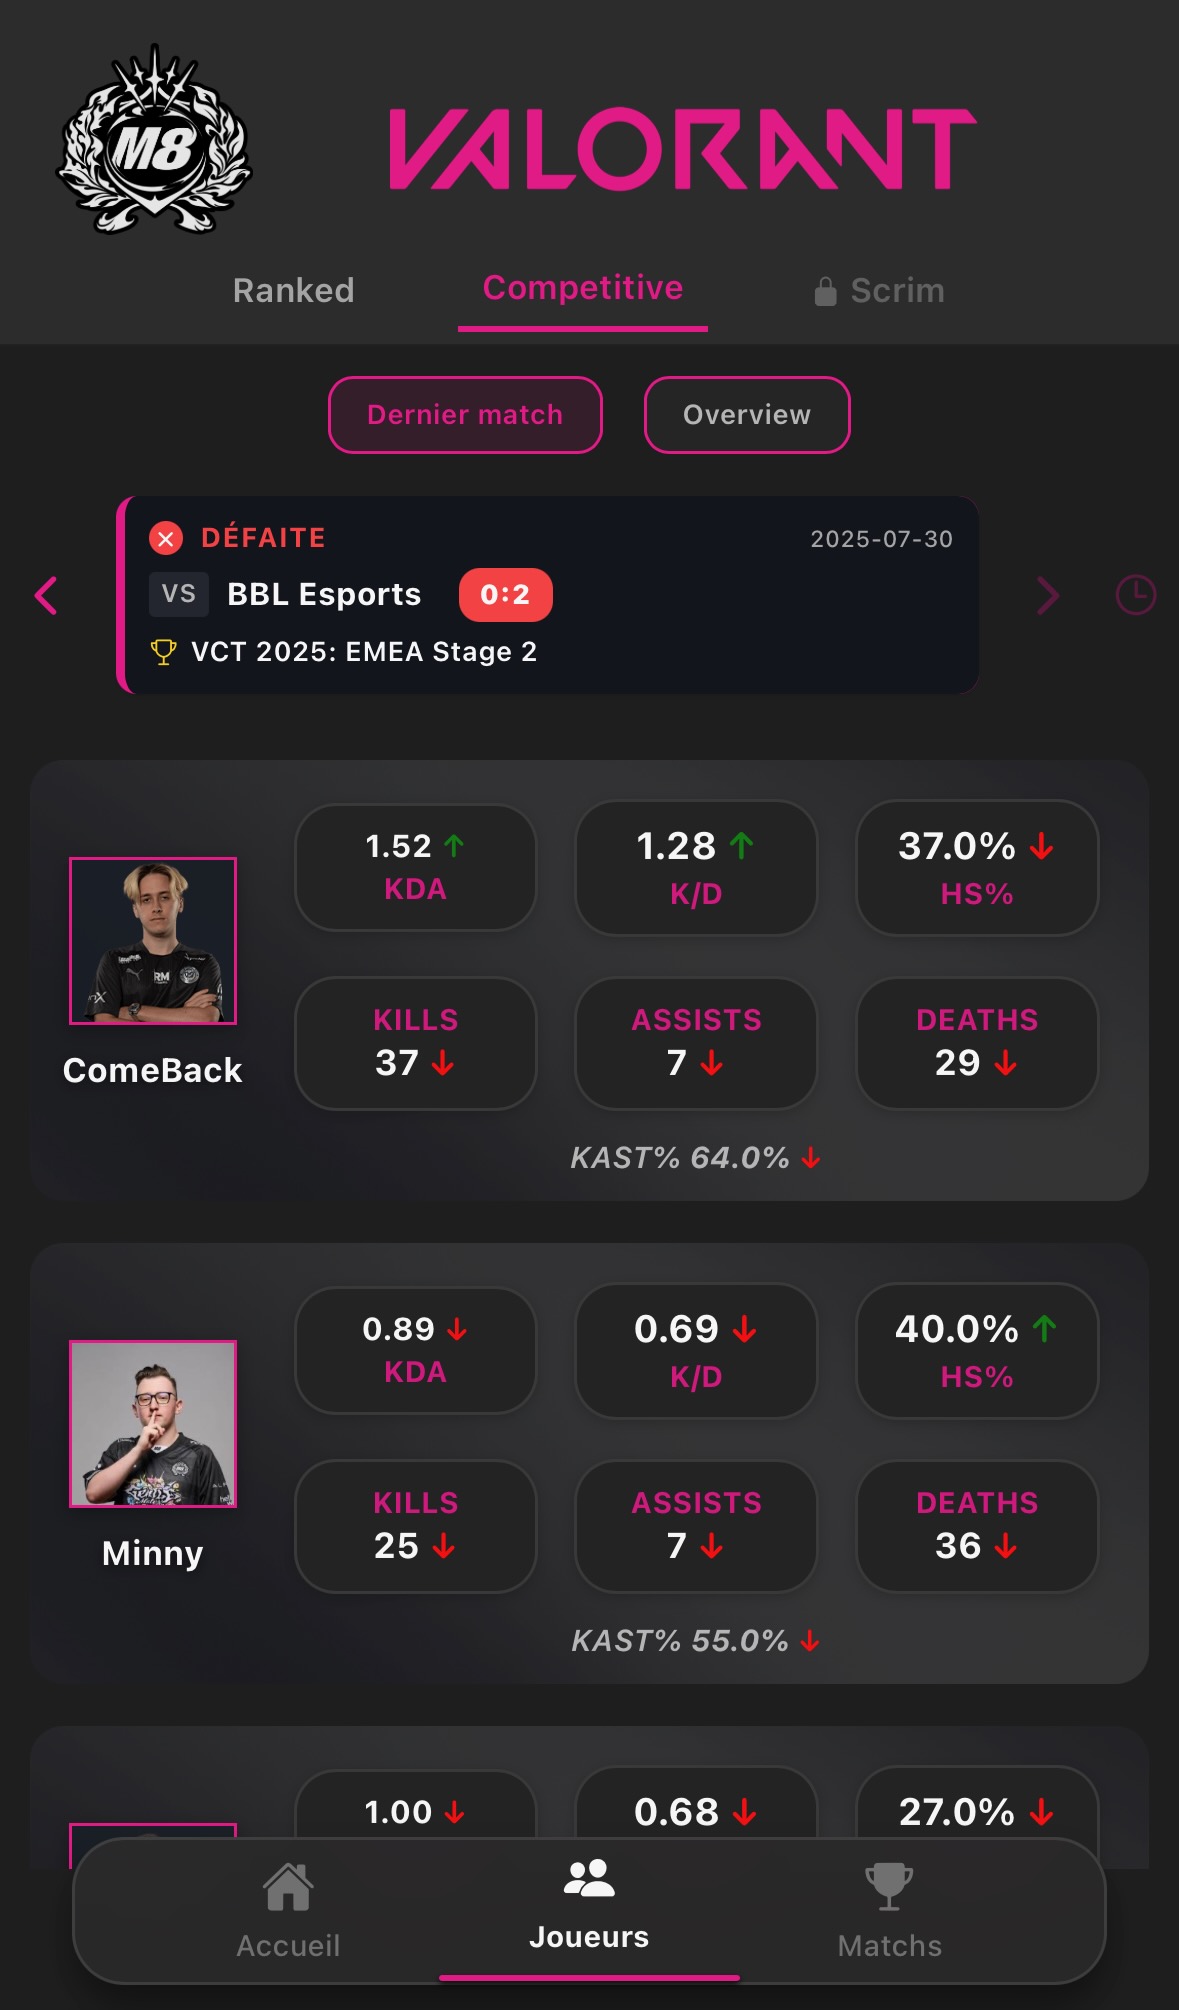 M8
VALORANT
Ranked
Competitive
Scrim
Dernier match
Overview
DÉFAITE
2025-07-30
VS BBL Esports 0:2
VCT 2025: EMEA Stage 2
1.52
KDA
1.28
K/D
37.0%
HS%
ComeBack
KILLS
37
ASSISTS
7
DEATHS
29
KAST% 64.0%
0.89
KDA
0.69
K/D
40.0%
HS%
Minny
KILLS
25
ASSISTS
7
DEATHS
36
KAST% 55.0%
1.00
0.68
27.0%
Accueil
Joueurs
Matchs